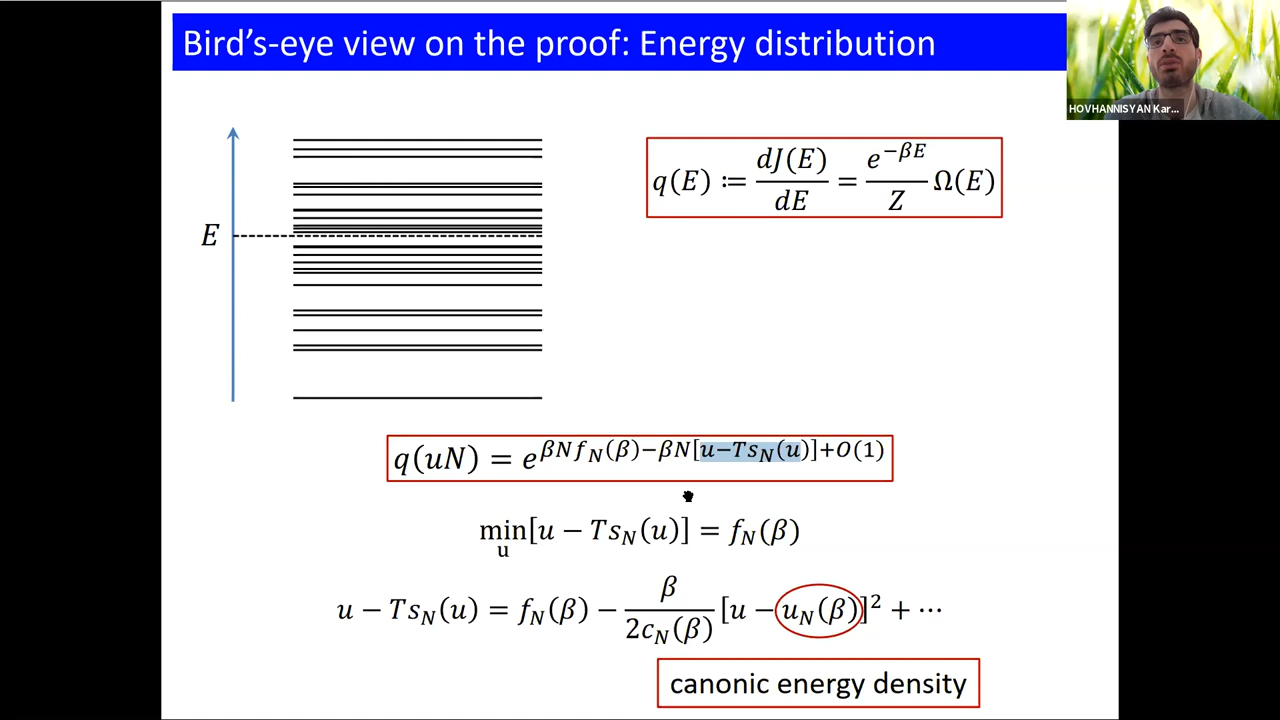 Bird's-eye view on the proof: Energy distribution
HOVHANNISYAN Kar...
q(E) ≔ dJ(E)/dE = e^{−βE}/Z Ω(E)
E
q(uN) = e^{βNf_N(β)−βN[u−Ts_N(u)]+O(1)}
min_u[u − Ts_N(u)] = f_N(β)
u − Ts_N(u) = f_N(β) − β/2c_N(β) [u − u_N(β)]² + ⋯
canonic energy density